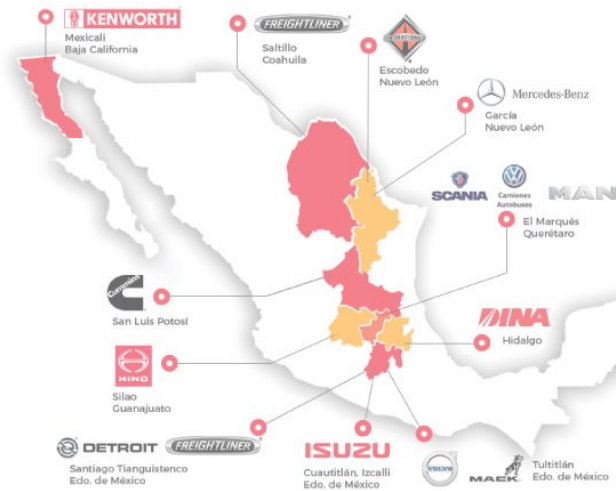 KENWORTH
Mexicali
Baja California
FREIGHTLINER
Saltillo
Coahuila
INTERNATIONAL
Escobedo
Nuevo León
Mercedes-Benz
García
Nuevo León
SCANIA
Camiones
Autobuses
MAN
El Marqués
Querétaro
Cummins
San Luis Potosí
DINA
Hidalgo
HINO
Silao
Guanajuato
DETROIT
FREIGHTLINER
Santiago Tianguistenco
Edo. de México
ISUZU
Cuautitlán, Izcalli
Edo. de México
VOLVO
MACK
Tultitlán
Edo. de México